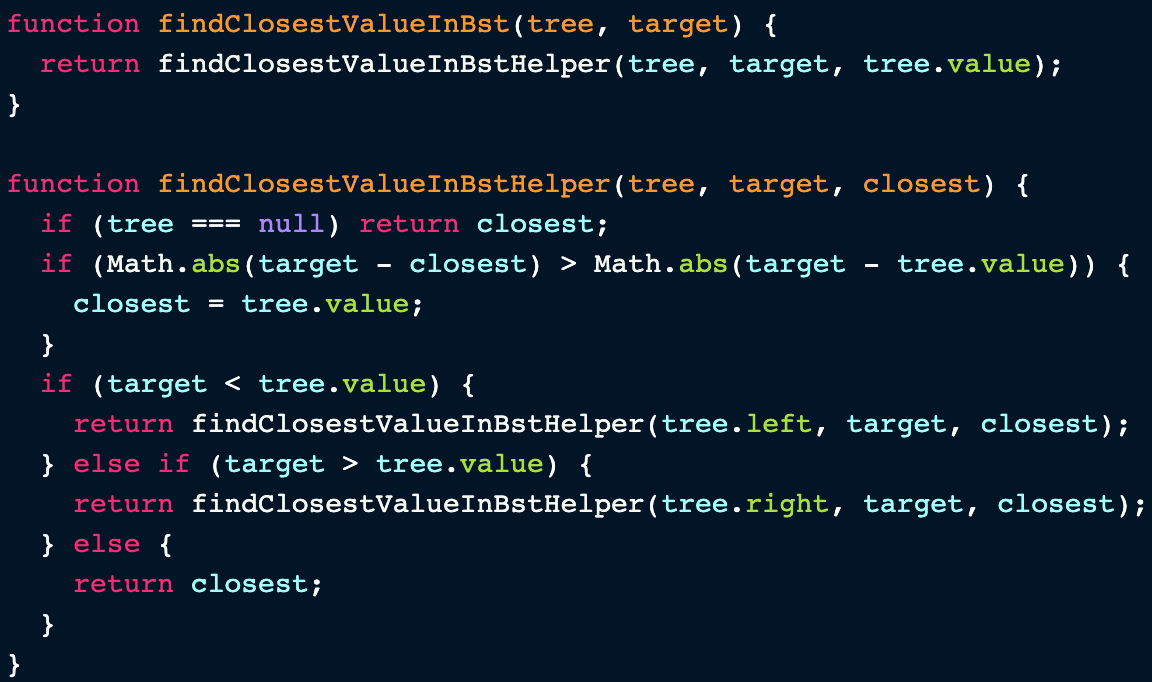 function findClosestValueInBst(tree, target) {
  return findClosestValueInBstHelper(tree, target, tree.value);
}

function findClosestValueInBstHelper(tree, target, closest) {
  if (tree === null) return closest;
  if (Math.abs(target - closest) > Math.abs(target - tree.value)) {
    closest = tree.value;
  }
  if (target < tree.value) {
    return findClosestValueInBstHelper(tree.left, target, closest);
  } else if (target > tree.value) {
    return findClosestValueInBstHelper(tree.right, target, closest);
  } else {
    return closest;
  }
}